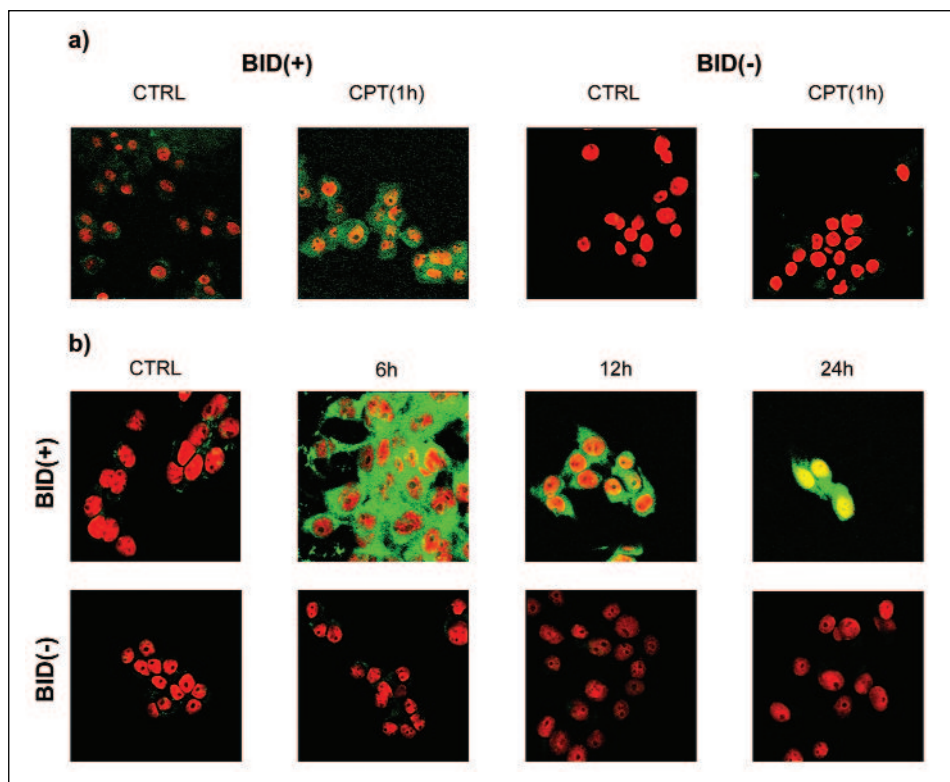 a)
BID(+) BID(-)
CTRL CPT(1h) CTRL CPT(1h)
b)
CTRL 6h 12h 24h
BID(+)
BID(-)